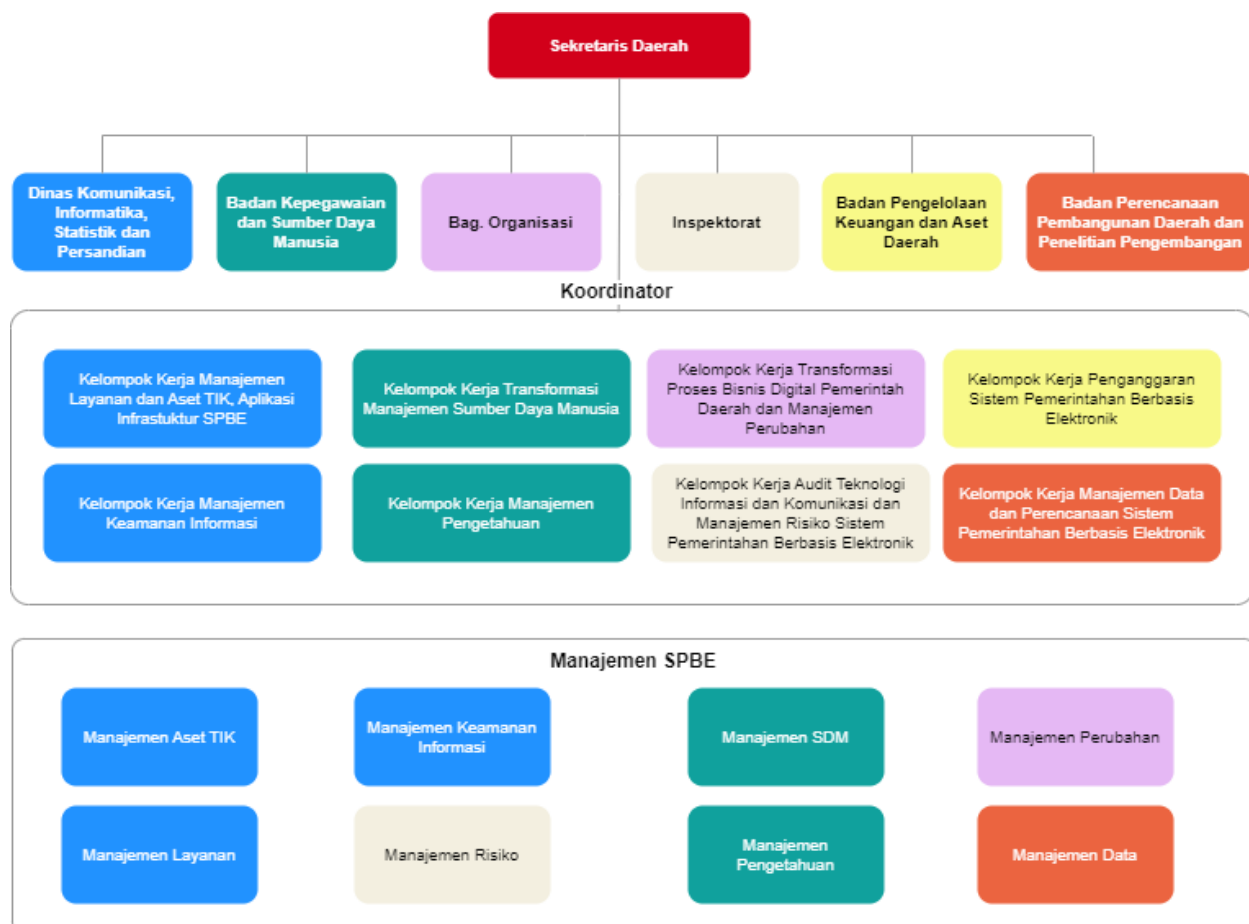 Sekretaris Daerah
Dinas Komunikasi,
Informatika,
Statistik dan
Persandian
Badan Kepegawaian
dan Sumber Daya
Manusia
Bag. Organisasi
Inspektorat
Badan Pengelolaan
Keuangan dan Aset
Daerah
Badan Perencanaan
Pembangunan Daerah dan
Penelitian Pengembangan
Koordinator
Kelompok Kerja Manajemen
Layanan dan Aset TIK, Aplikasi
Infrastuktur SPBE
Kelompok Kerja Transformasi
Manajemen Sumber Daya Manusia
Kelompok Kerja Transformasi
Proses Bisnis Digital Pemerintah
Daerah dan Manajemen
Perubahan
Kelompok Kerja Penganggaran
Sistem Pemerintahan Berbasis
Elektronik
Kelompok Kerja Manajemen
Keamanan Informasi
Kelompok Kerja Manajemen
Pengetahuan
Kelompok Kerja Audit Teknologi
Informasi dan Komunikasi dan
Manajemen Risiko Sistem
Pemerintahan Berbasis Elektronik
Kelompok Kerja Manajemen Data
dan Perencanaan Sistem
Pemerintahan Berbasis Elektronik
Manajemen SPBE
Manajemen Aset TIK
Manajemen Keamanan
Informasi
Manajemen SDM
Manajemen Perubahan
Manajemen Layanan
Manajemen Risiko
Manajemen
Pengetahuan
Manajemen Data